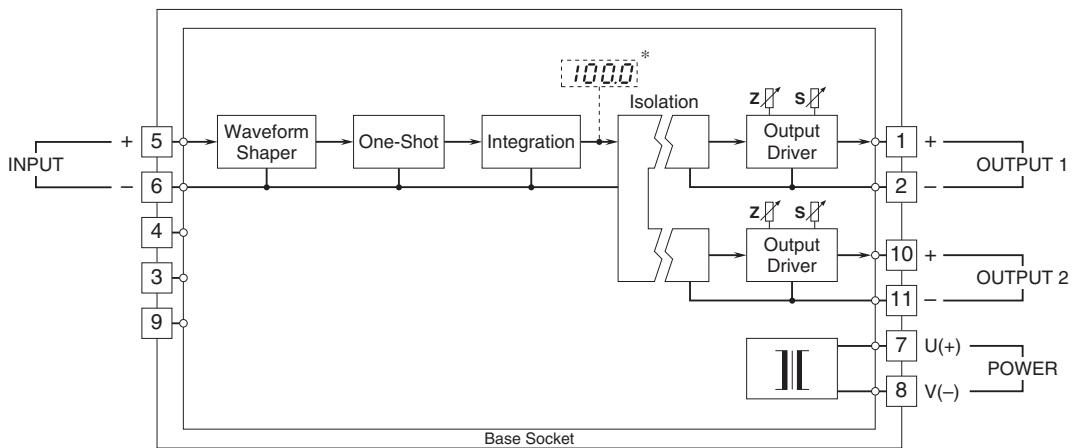 100.0 *
Isolation
Z S
INPUT + 5 Waveform Shaper One-Shot Integration Output Driver 1 +
OUTPUT 1
– 6 2 –
4
Z S
3 Output Driver 10 +
OUTPUT 2
9 11 –
7 U(+)
POWER
8 V(–)
Base Socket